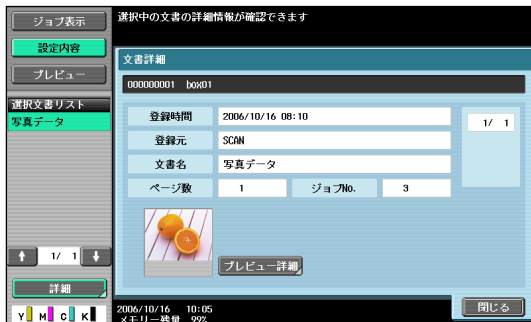 ジョブ表示
選択中の文書の詳細情報が確認できます
設定内容
プレビュー
選択文書リスト
写真データ
文書詳細
000000001 box01
登録時間 2006/10/16 08:10
1/ 1
登録元 SCAN
文書名 写真データ
ページ数 1 ジョブNo. 3
プレビュー詳細
↑ 1/ 1 ↓
詳細
閉じる
Y M C K
2006/10/16 10:05
メモリー残量 99%